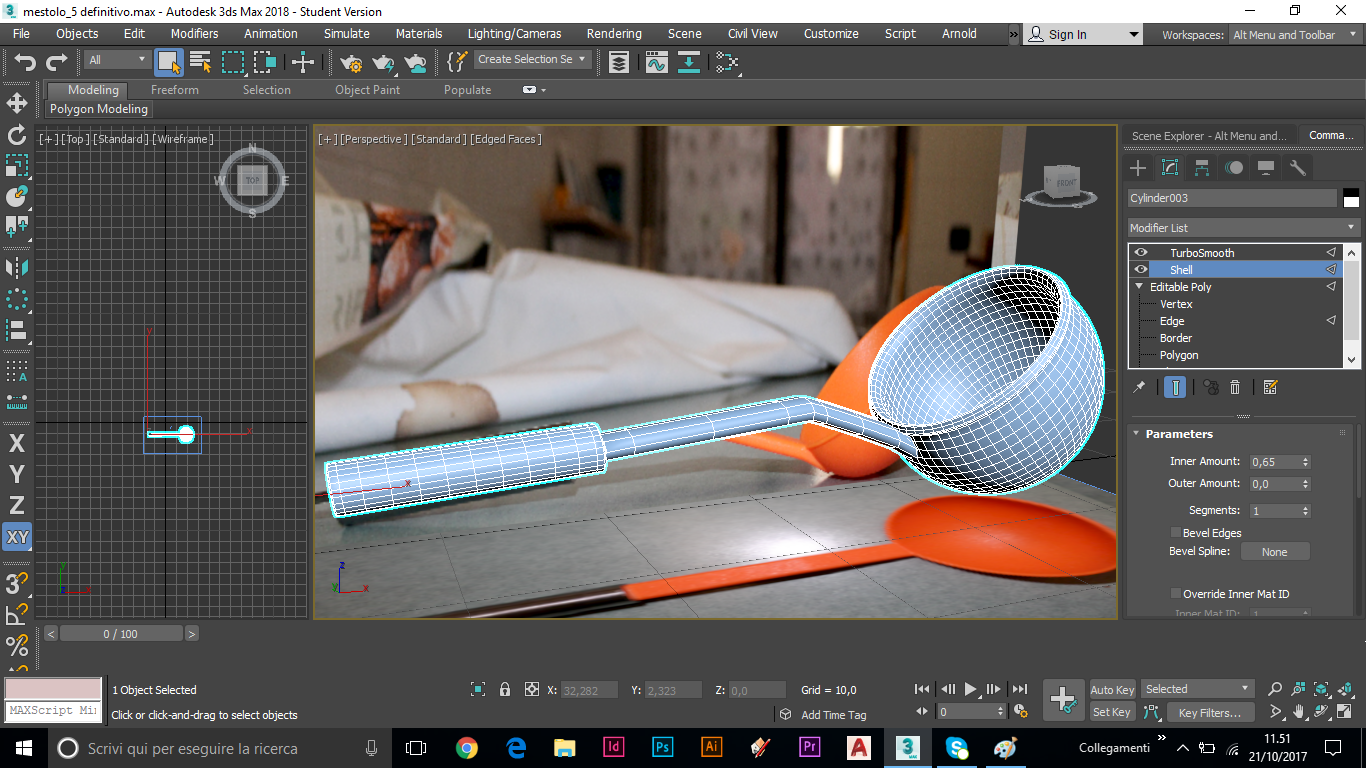 mestolo_5 definitivo.max - Autodesk 3ds Max 2018 - Student Version
File Objects Edit Modifiers Animation Simulate Materials Lighting/Cameras Rendering Scene Civil View Customize Script Arnold » Sign In Workspaces: Alt Menu and Toolbar
All Create Selection Se
Modeling Freeform Selection Object Paint Populate
Polygon Modeling
[+] [Top] [Standard] [Wireframe]
[+] [Perspective] [Standard] [Edged Faces]
Scene Explorer - Alt Menu and... Comma...
N
W TOP E
S
FRONT
Cylinder003
Modifier List
TurboSmooth
Shell
Editable Poly
Vertex
Edge
Border
Polygon
Parameters
Inner Amount: 0,65
Outer Amount: 0,0
Segments: 1
Bevel Edges
Bevel Spline: None
Override Inner Mat ID
Inner Mat ID: 1
X
Y
Z
XY
3
%
y
x
x
z
y
x
y
z
< 0 / 100 >
1 Object Selected X: 32,282 Y: 2,323 Z: 0,0 Grid = 10,0
MAXScript Mi
Click or click-and-drag to select objects
Add Time Tag
0
Auto Key Selected
Set Key Key Filters...
Scrivi qui per eseguire la ricerca
Id Ps Ai Pr A 3 MAX S
Collegamenti »
11.51
21/10/2017